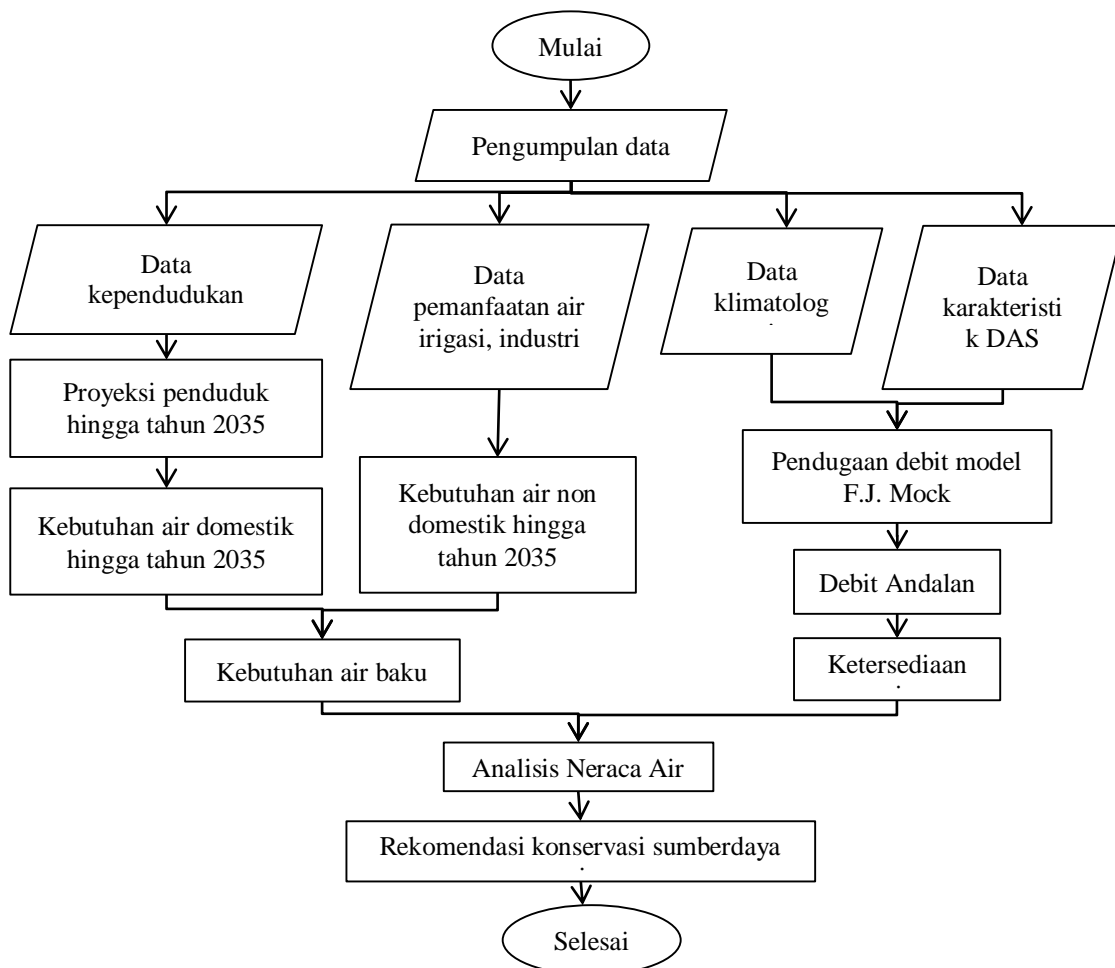 Mulai
Pengumpulan data
Data
kependudukan
Data
pemanfaatan air
irigasi, industri
Data
klimatolog
Data
karakteristi
k DAS
Proyeksi penduduk
hingga tahun 2035
Pendugaan debit model
F.J. Mock
Kebutuhan air domestik
hingga tahun 2035
Kebutuhan air non
domestik hingga
tahun 2035
Debit Andalan
Kebutuhan air baku
Ketersediaan
Analisis Neraca Air
Rekomendasi konservasi sumberdaya
Selesai